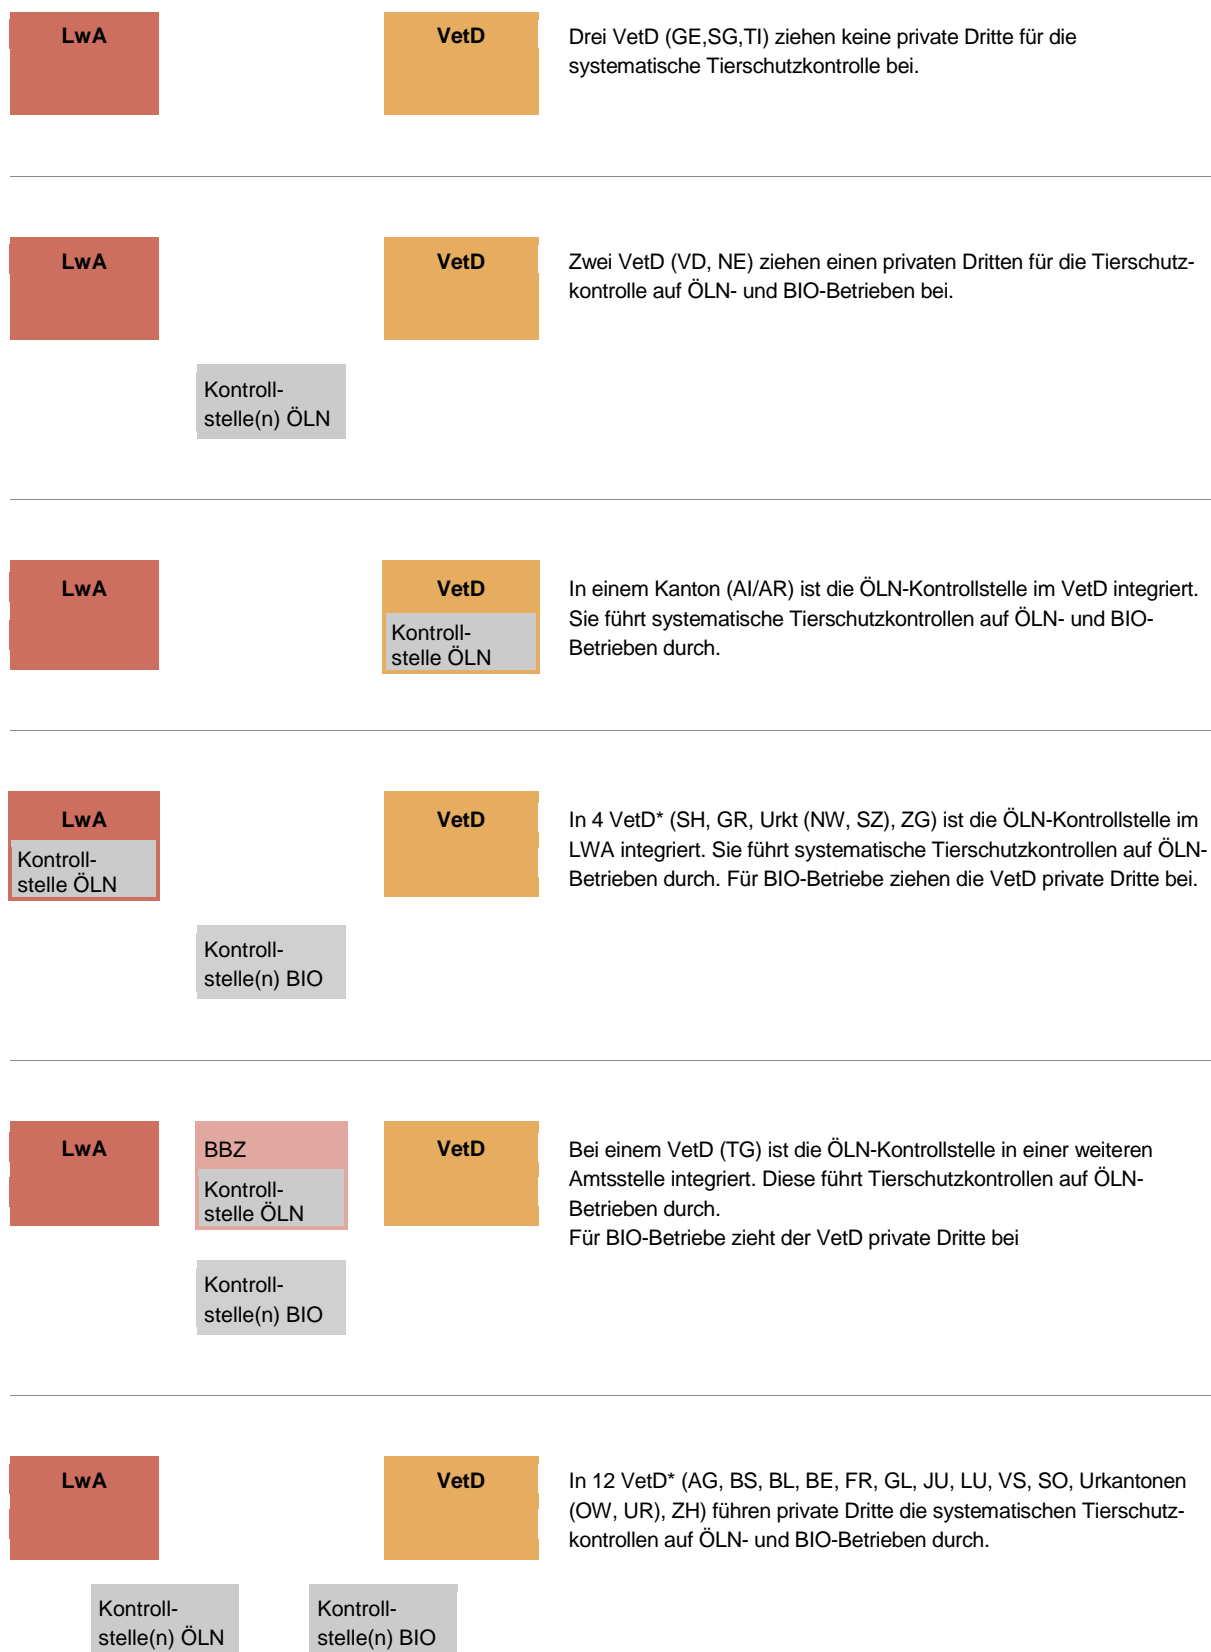 LwA
VetD
Drei VetD (GE,SG,TI) ziehen keine private Dritte für die
systematische Tierschutzkontrolle bei.
LwA
VetD
Zwei VetD (VD, NE) ziehen einen privaten Dritten für die Tierschutz-
kontrolle auf ÖLN- und BIO-Betrieben bei.
Kontroll-
stelle(n) ÖLN
LwA
VetD
Kontroll-
stelle ÖLN
In einem Kanton (AI/AR) ist die ÖLN-Kontrollstelle im VetD integriert.
Sie führt systematische Tierschutzkontrollen auf ÖLN- und BIO-
Betrieben durch.
LwA
Kontroll-
stelle ÖLN
VetD
In 4 VetD* (SH, GR, Urkt (NW, SZ), ZG) ist die ÖLN-Kontrollstelle im
LWA integriert. Sie führt systematische Tierschutzkontrollen auf ÖLN-
Betrieben durch. Für BIO-Betriebe ziehen die VetD private Dritte bei.
Kontroll-
stelle(n) BIO
LwA
BBZ
Kontroll-
stelle ÖLN
VetD
Bei einem VetD (TG) ist die ÖLN-Kontrollstelle in einer weiteren
Amtsstelle integriert. Diese führt Tierschutzkontrollen auf ÖLN-
Betrieben durch.
Für BIO-Betriebe zieht der VetD private Dritte bei
Kontroll-
stelle(n) BIO
LwA
VetD
In 12 VetD* (AG, BS, BL, BE, FR, GL, JU, LU, VS, SO, Urkantonen
(OW, UR), ZH) führen private Dritte die systematischen Tierschutz-
kontrollen auf ÖLN- und BIO-Betrieben durch.
Kontroll-
stelle(n) ÖLN
Kontroll-
stelle(n) BIO